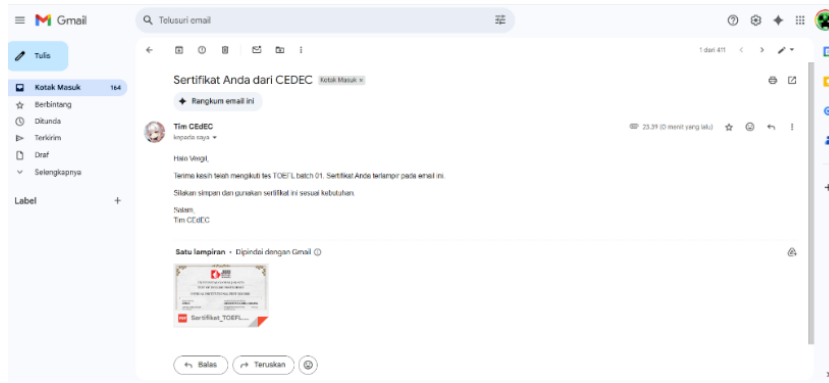 Gmail
Telusuri email
Tulis
1 dari 411
Kotak Masuk 164
Berbintang
Ditunda
Terkirim
Draf
Selengkapnya
Label +
Sertifikat Anda dari CEDEC Kotak Masuk x
Rangkum email ini
Tim CEdEC 23.39 (0 menit yang lalu)
kepada saya
Halo Vergil,
Terima kasih telah mengikuti tes TOEFL batch 01. Sertifikat Anda terlampir pada email ini.
Silakan simpan dan gunakan sertifikat ini sesuai kebutuhan.
Salam,
Tim CEdEC
Satu lampiran • Dipindai dengan Gmail
PDF Sertifikat_TOEFL_...
Balas
Teruskan